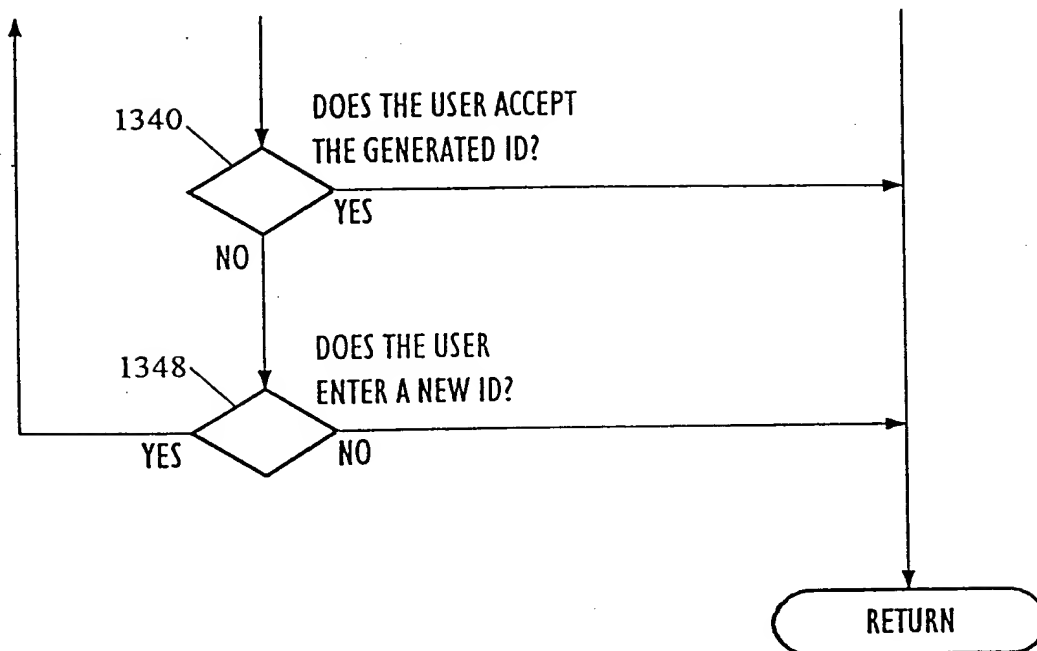 DOES THE USER ACCEPT
1340
THE GENERATED ID?
YES
NO
DOES THE USER
1348
ENTER A NEW ID?
YES
NO
RETURN